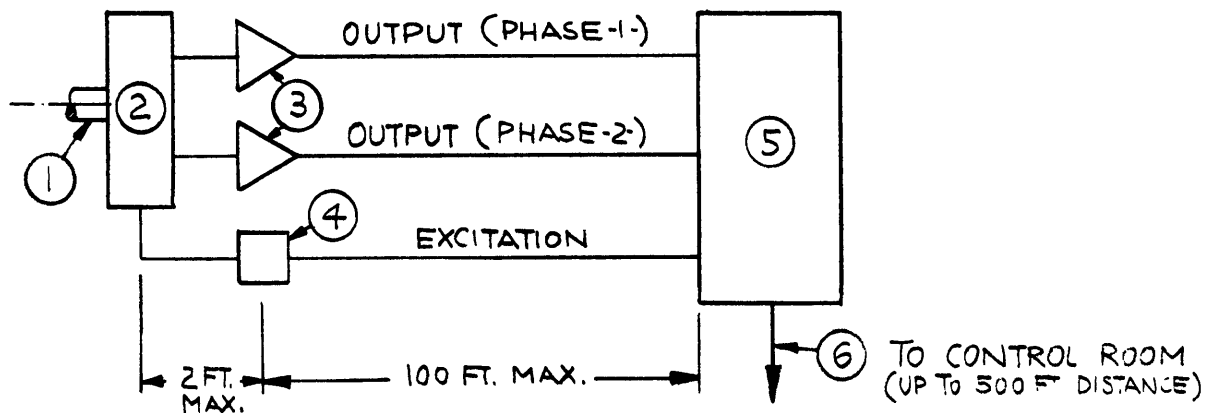 OUTPUT (PHASE-1-)
2
3
OUTPUT (PHASE-2-)
5
1
4
EXCITATION
2 FT.
MAX.
100 FT. MAX.
6
TO CONTROL ROOM
(UP TO 500 FT DISTANCE)